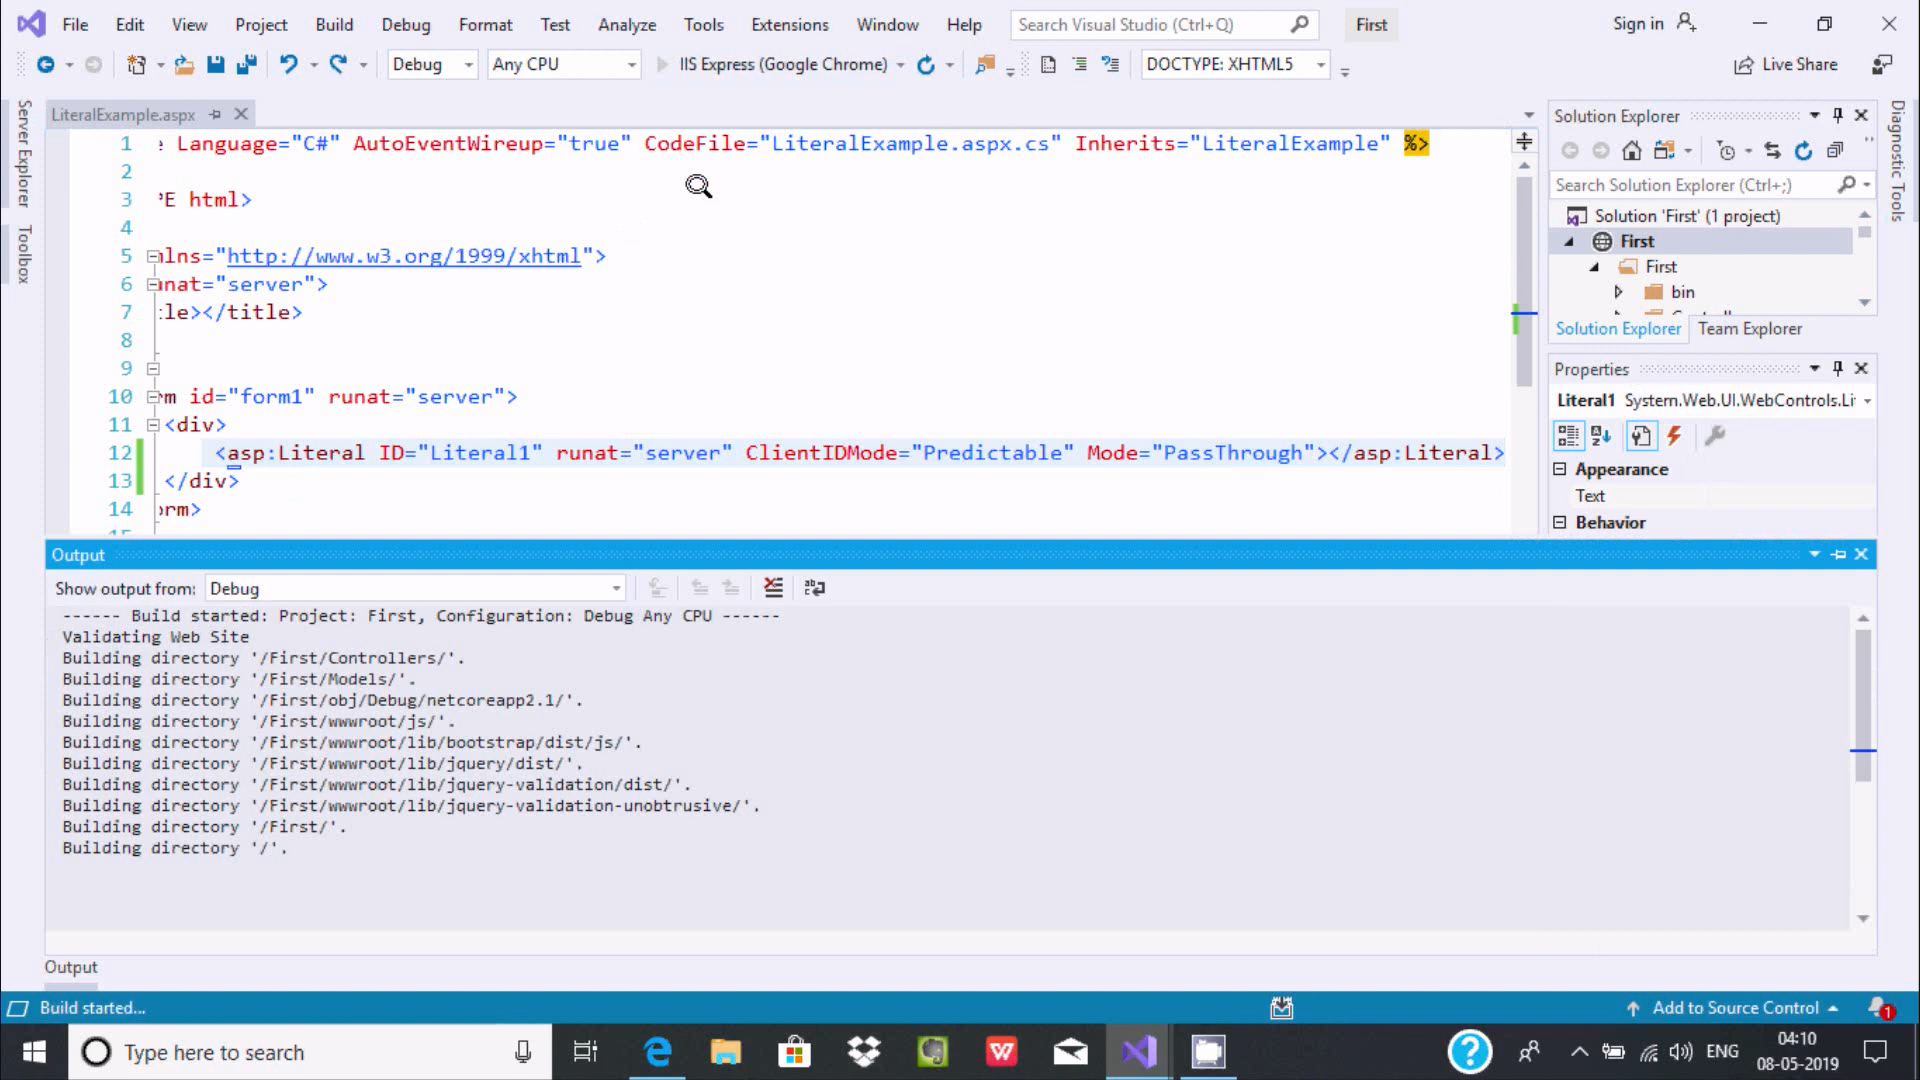 File Edit View Project Build Debug Format Test Analyze Tools Extensions Window Help Search Visual Studio (Ctrl+Q) First Sign in
Debug Any CPU IIS Express (Google Chrome) DOCTYPE: XHTML5 Live Share
Server Explorer
Toolbox
LiteralExample.aspx
1 e Language="C#" AutoEventWireup="true" CodeFile="LiteralExample.aspx.cs" Inherits="LiteralExample" %>
2
3 PE html>
4
5 mlns="http://www.w3.org/1999/xhtml">
6 unat="server">
7 tle></title>
8
9
10 rm id="form1" runat="server">
11 <div>
12 <asp:Literal ID="Literal1" runat="server" ClientIDMode="Predictable" Mode="PassThrough"></asp:Literal>
13 </div>
14 orm>
15
Solution Explorer
Search Solution Explorer (Ctrl+;)
Solution 'First' (1 project)
First
First
bin
Solution Explorer Team Explorer
Properties
Literal1 System.Web.UI.WebControls.Li
Appearance
Text
Behavior
Diagnostic Tools
Output
Show output from: Debug
------ Build started: Project: First, Configuration: Debug Any CPU ------
Validating Web Site
Building directory '/First/Controllers/'.
Building directory '/First/Models/'.
Building directory '/First/obj/Debug/netcoreapp2.1/'.
Building directory '/First/wwwroot/js/'.
Building directory '/First/wwwroot/lib/bootstrap/dist/js/'.
Building directory '/First/wwwroot/lib/jquery/dist/'.
Building directory '/First/wwwroot/lib/jquery-validation/dist/'.
Building directory '/First/wwwroot/lib/jquery-validation-unobtrusive/'.
Building directory '/First/'.
Building directory '/'.
Output
Build started... Add to Source Control 1
Type here to search ENG 04:10
08-05-2019